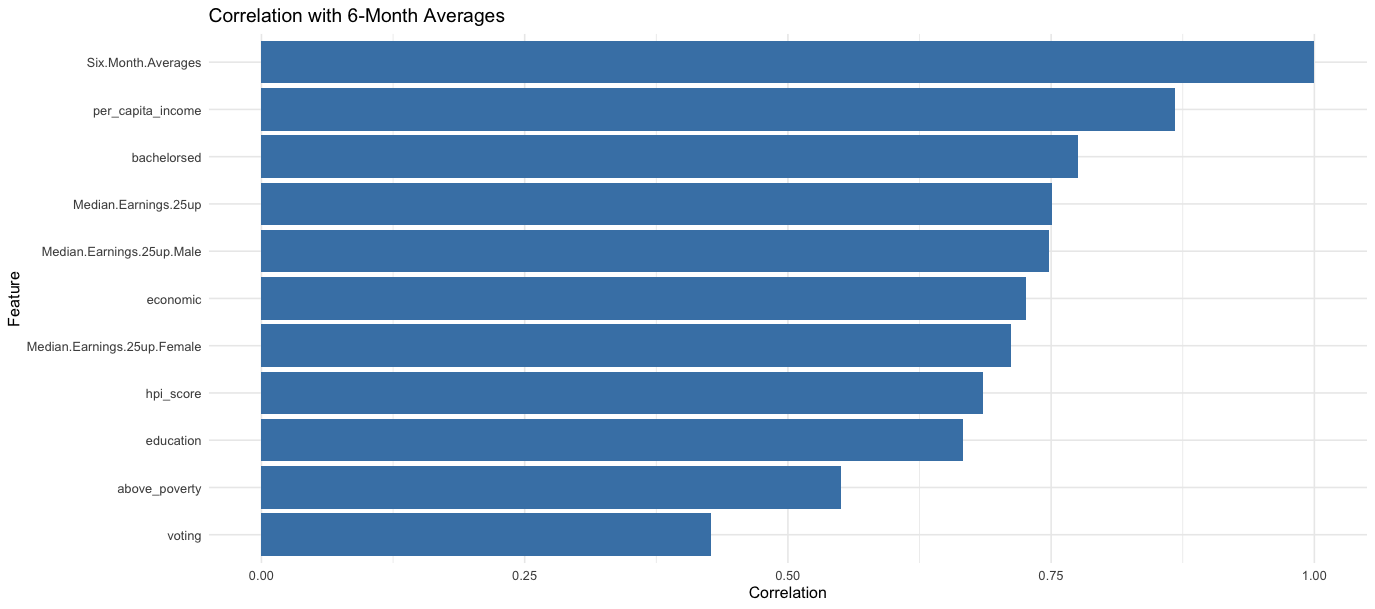 Correlation with 6-Month Averages
Feature
Six.Month.Averages
per_capita_income
bachelorsed
Median.Earnings.25up
Median.Earnings.25up.Male
economic
Median.Earnings.25up.Female
hpi_score
education
above_poverty
voting
0.00 0.25 0.50 0.75 1.00
Correlation